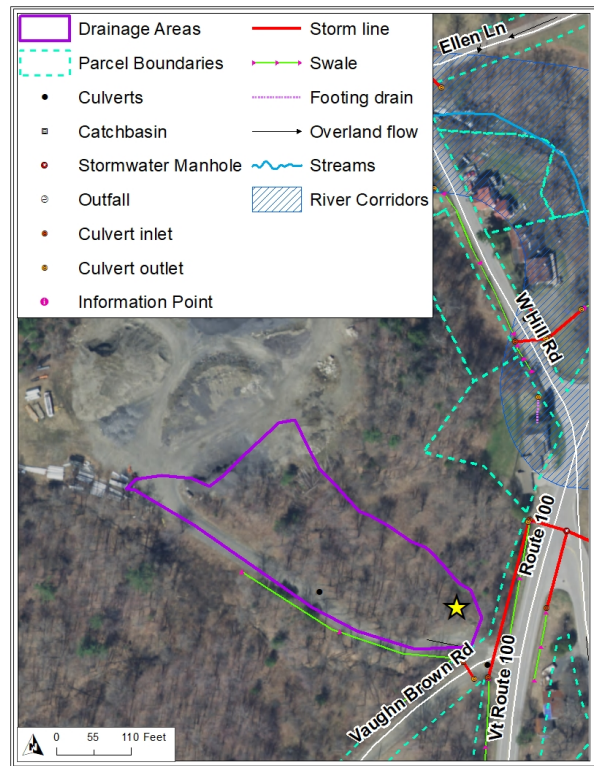 Drainage Areas
Parcel Boundaries
Culverts
Catchbasin
Stormwater Manhole
Outfall
Culvert inlet
Culvert outlet
Information Point
Storm line
Swale
Footing drain
Overland flow
Streams
River Corridors
Ellen Ln
W Hill Rd
Route 100
Vt Route 100
Vaughn Brown Rd
N
0 55 110 Feet